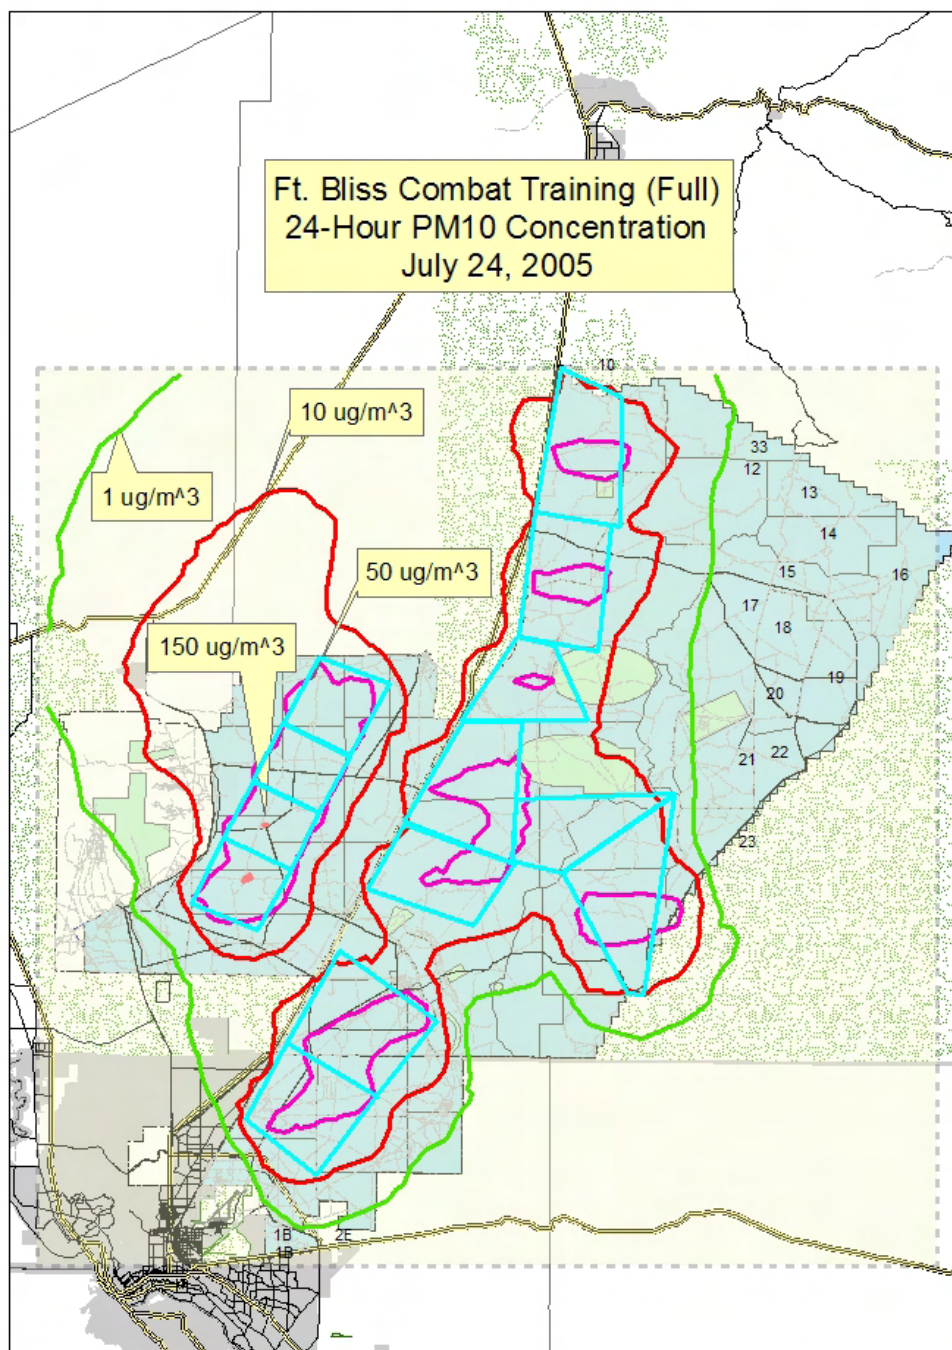 Ft. Bliss Combat Training (Full)
24-Hour PM10 Concentration
July 24, 2005
10
10 ug/m^3
33
12
1 ug/m^3
13
14
50 ug/m^3
15
16
17
18
150 ug/m^3
19
20
21
22
23
1B
2E
1B